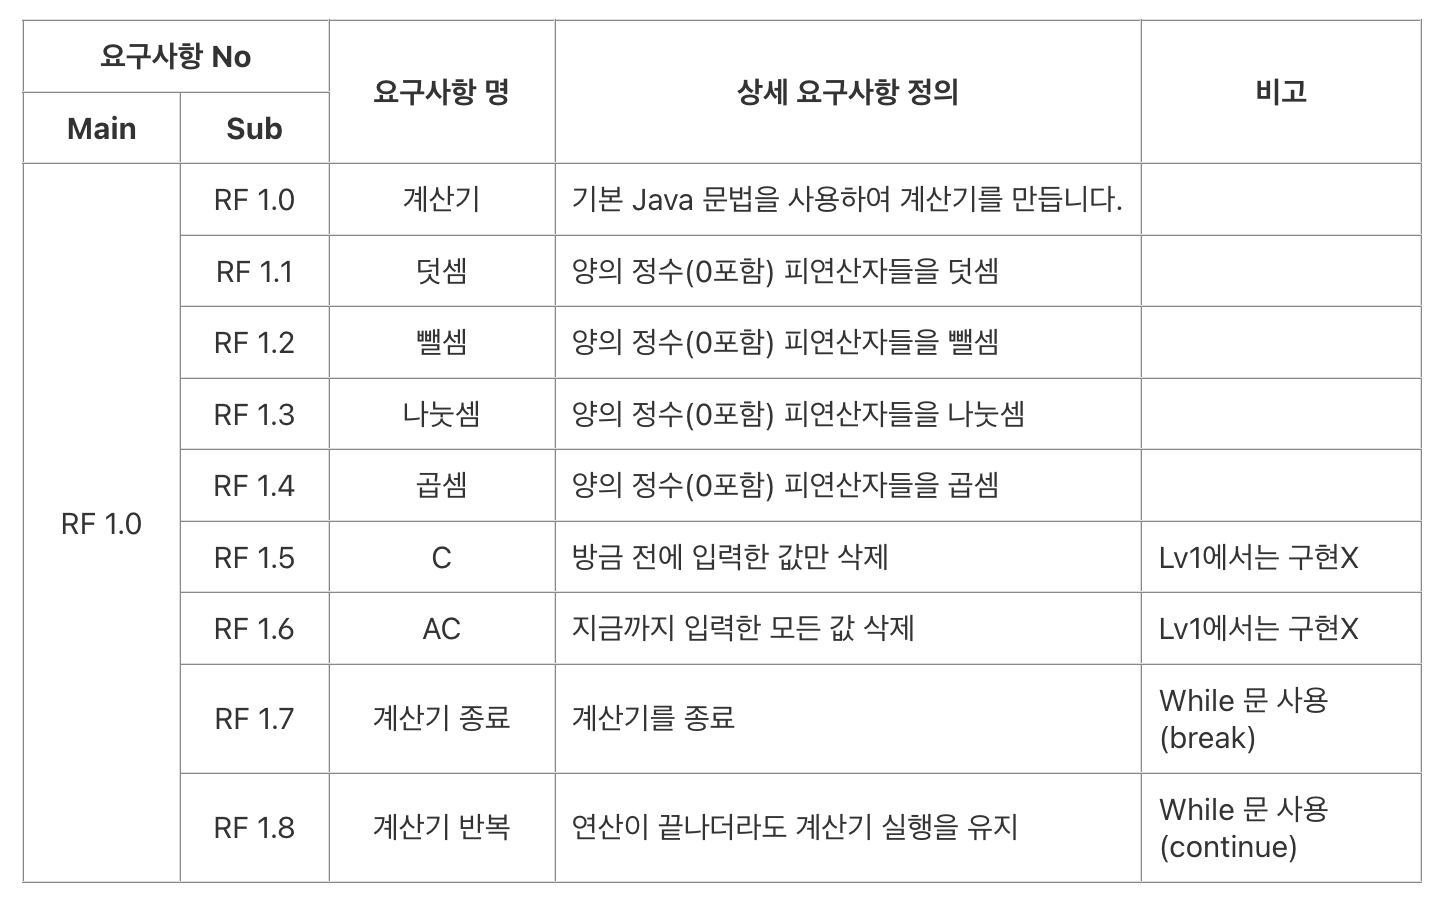 요구사항 No
요구사항 명
상세 요구사항 정의
비고
Main
Sub
RF 1.0
RF 1.0
계산기
기본 Java 문법을 사용하여 계산기를 만듭니다.
RF 1.1
덧셈
양의 정수(0포함) 피연산자들을 덧셈
RF 1.2
뺄셈
양의 정수(0포함) 피연산자들을 뺄셈
RF 1.3
나눗셈
양의 정수(0포함) 피연산자들을 나눗셈
RF 1.4
곱셈
양의 정수(0포함) 피연산자들을 곱셈
RF 1.5
C
방금 전에 입력한 값만 삭제
Lv1에서는 구현X
RF 1.6
AC
지금까지 입력한 모든 값 삭제
Lv1에서는 구현X
RF 1.7
계산기 종료
계산기를 종료
While 문 사용
(break)
RF 1.8
계산기 반복
연산이 끝나더라도 계산기 실행을 유지
While 문 사용
(continue)